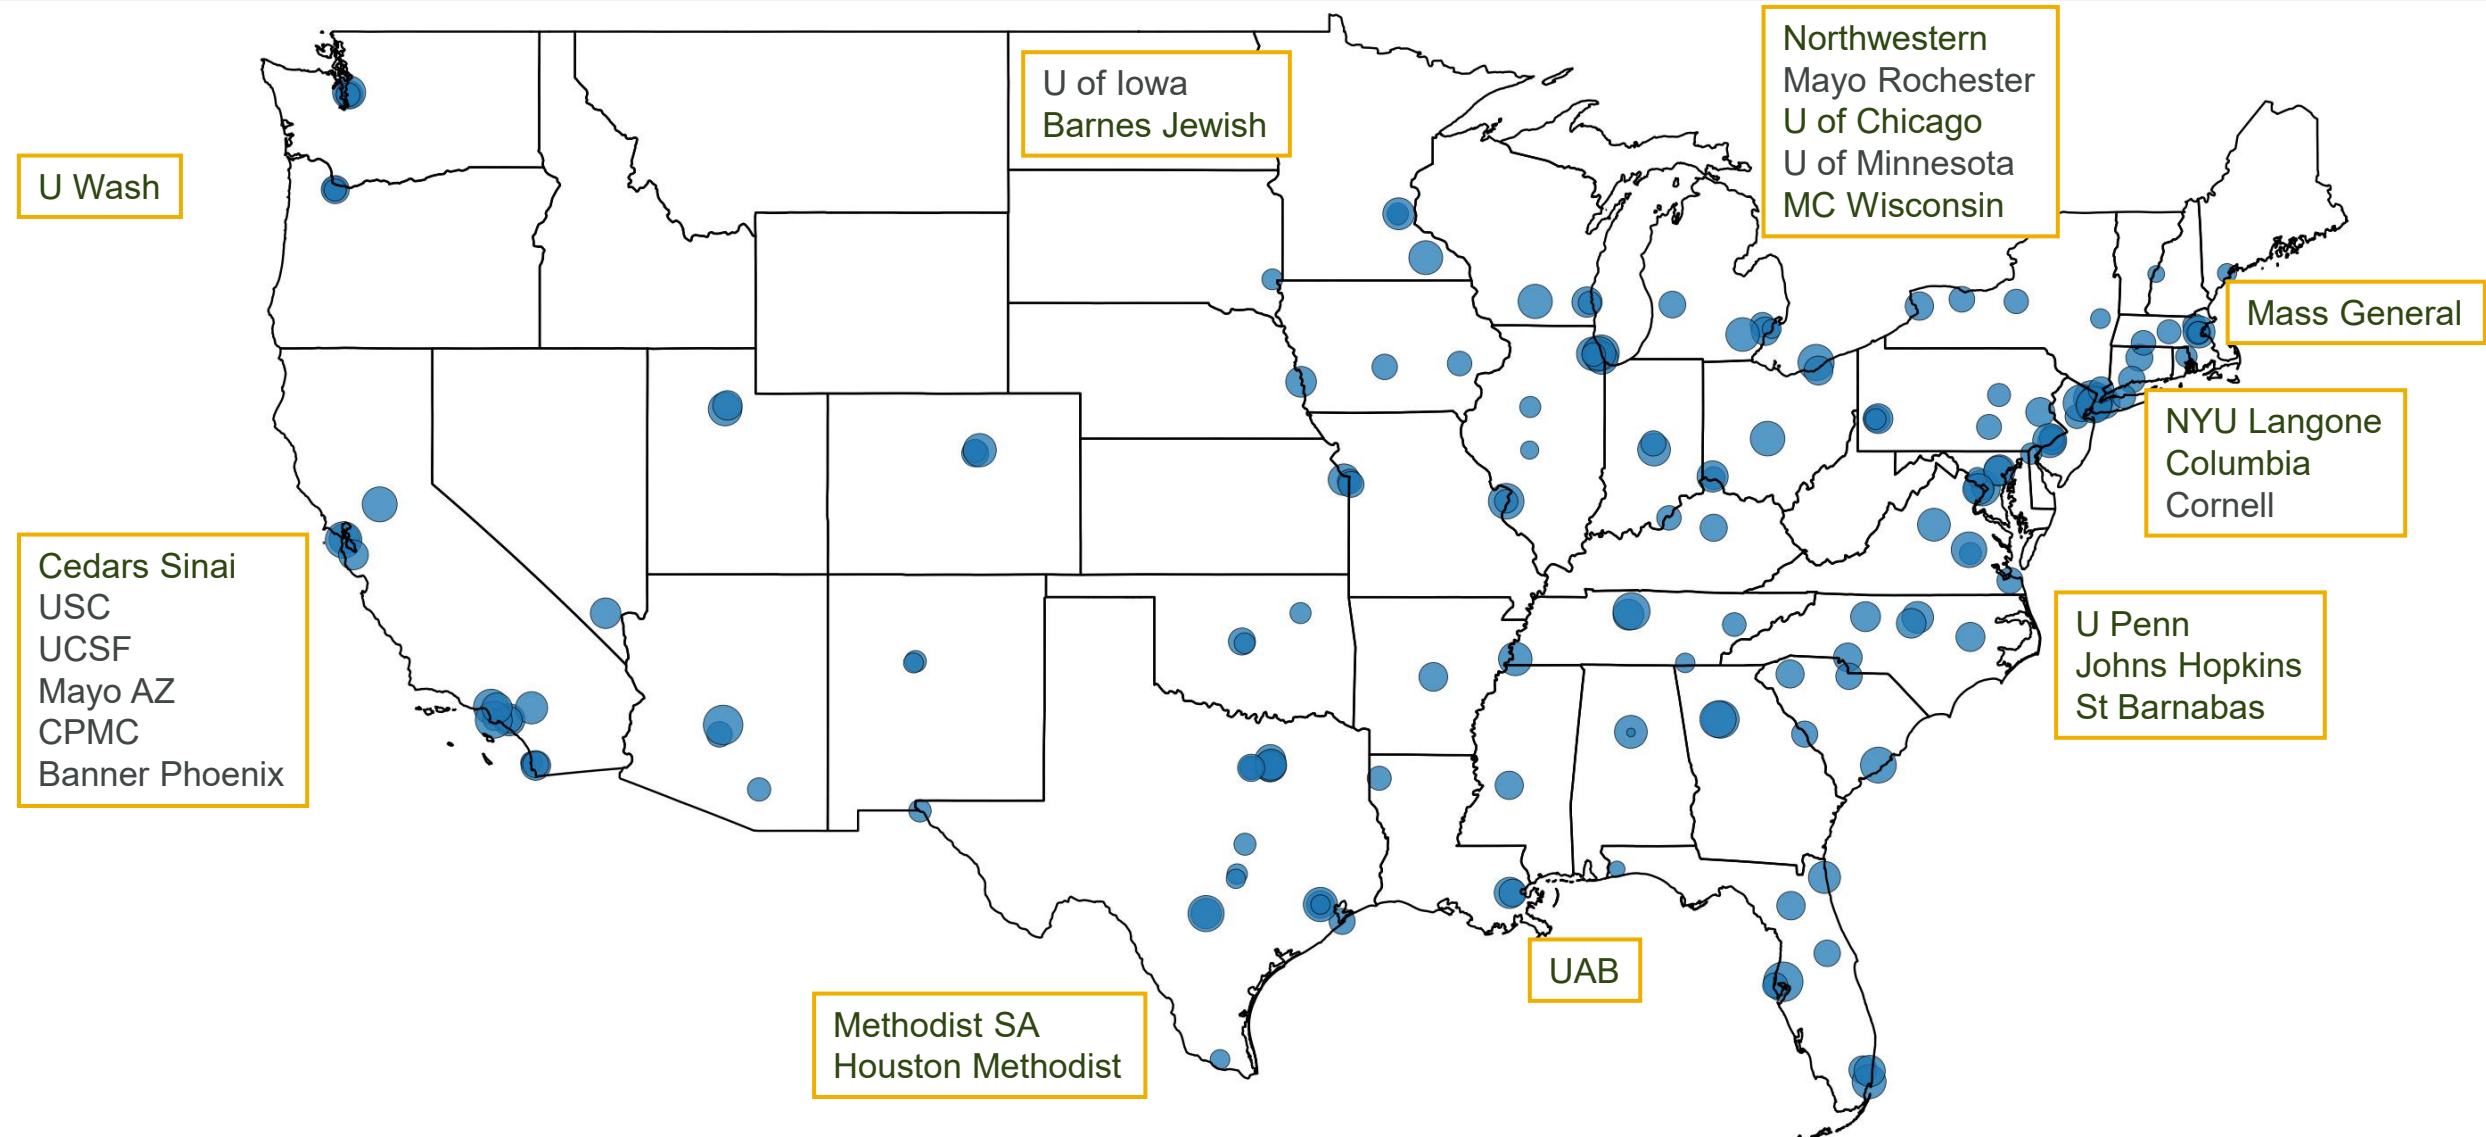 Northwestern
Mayo Rochester
U of Chicago
U of Minnesota
MC Wisconsin
U of Iowa
Barnes Jewish
U Wash
Mass General
NYU Langone
Columbia
Cornell
Cedars Sinai
USC
UCSF
Mayo AZ
CPMC
Banner Phoenix
U Penn
Johns Hopkins
St Barnabas
UAB
Methodist SA
Houston Methodist